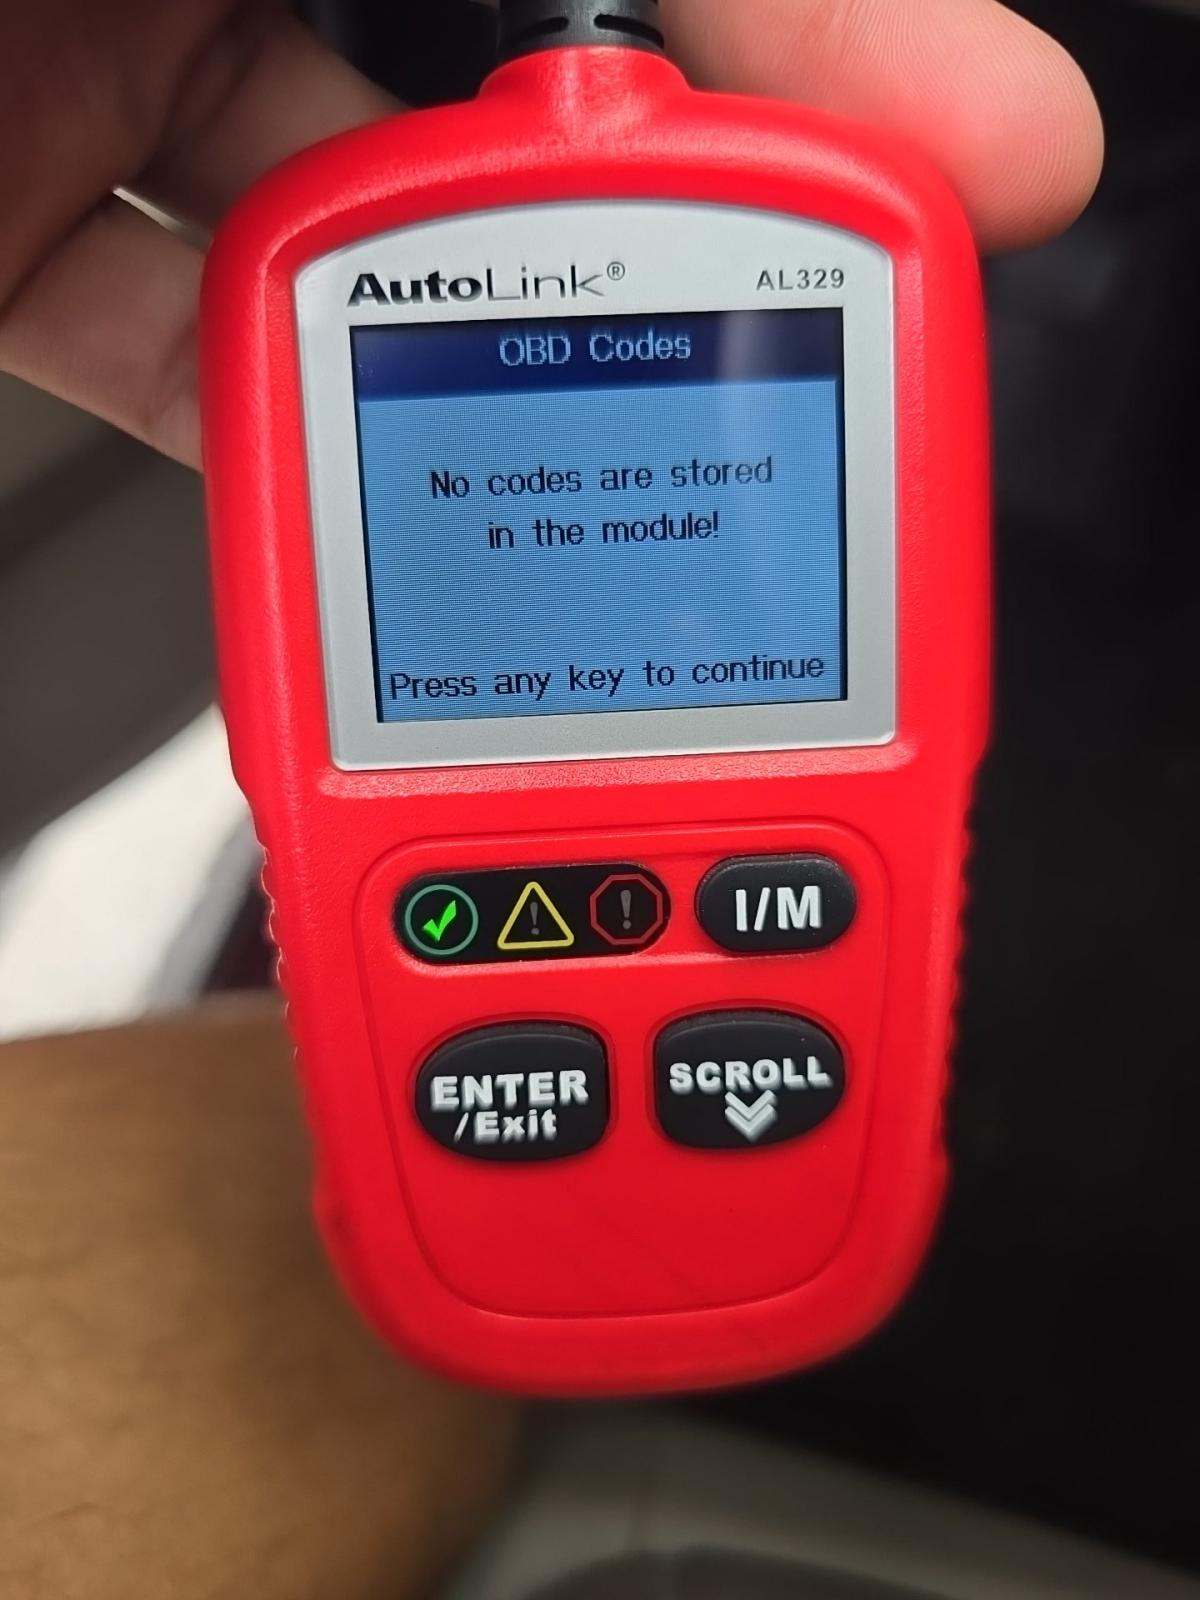 AutoLink® AL329
OBD Codes
No codes are stored
in the module!
Press any key to continue
I/M
ENTER
/Exit
SCROLL